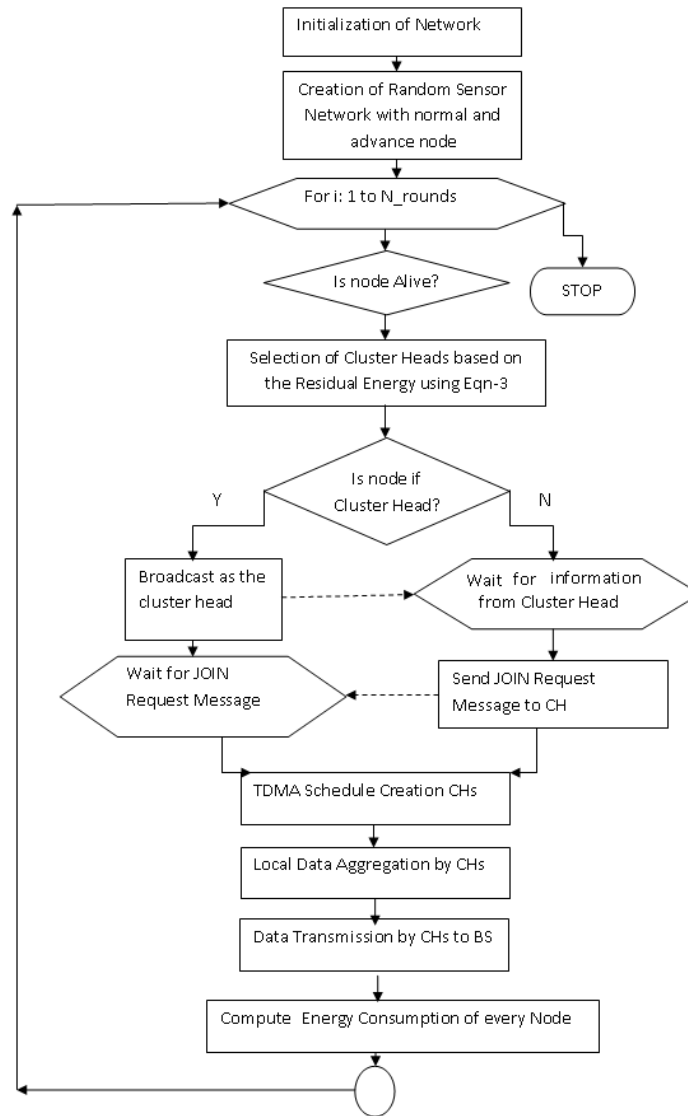 Initialization of Network
Creation of Random Sensor
Network with normal and
advance node
For i: 1 to N_rounds
Is node Alive?
STOP
Selection of Cluster Heads based on
the Residual Energy using Eqn-3
Is node if
Cluster Head?
Y
N
Broadcast as the
cluster head
Wait for information
from Cluster Head
Wait for JOIN
Request Message
Send JOIN Request
Message to CH
TDMA Schedule Creation CHs
Local Data Aggregation by CHs
Data Transmission by CHs to BS
Compute Energy Consumption of every Node